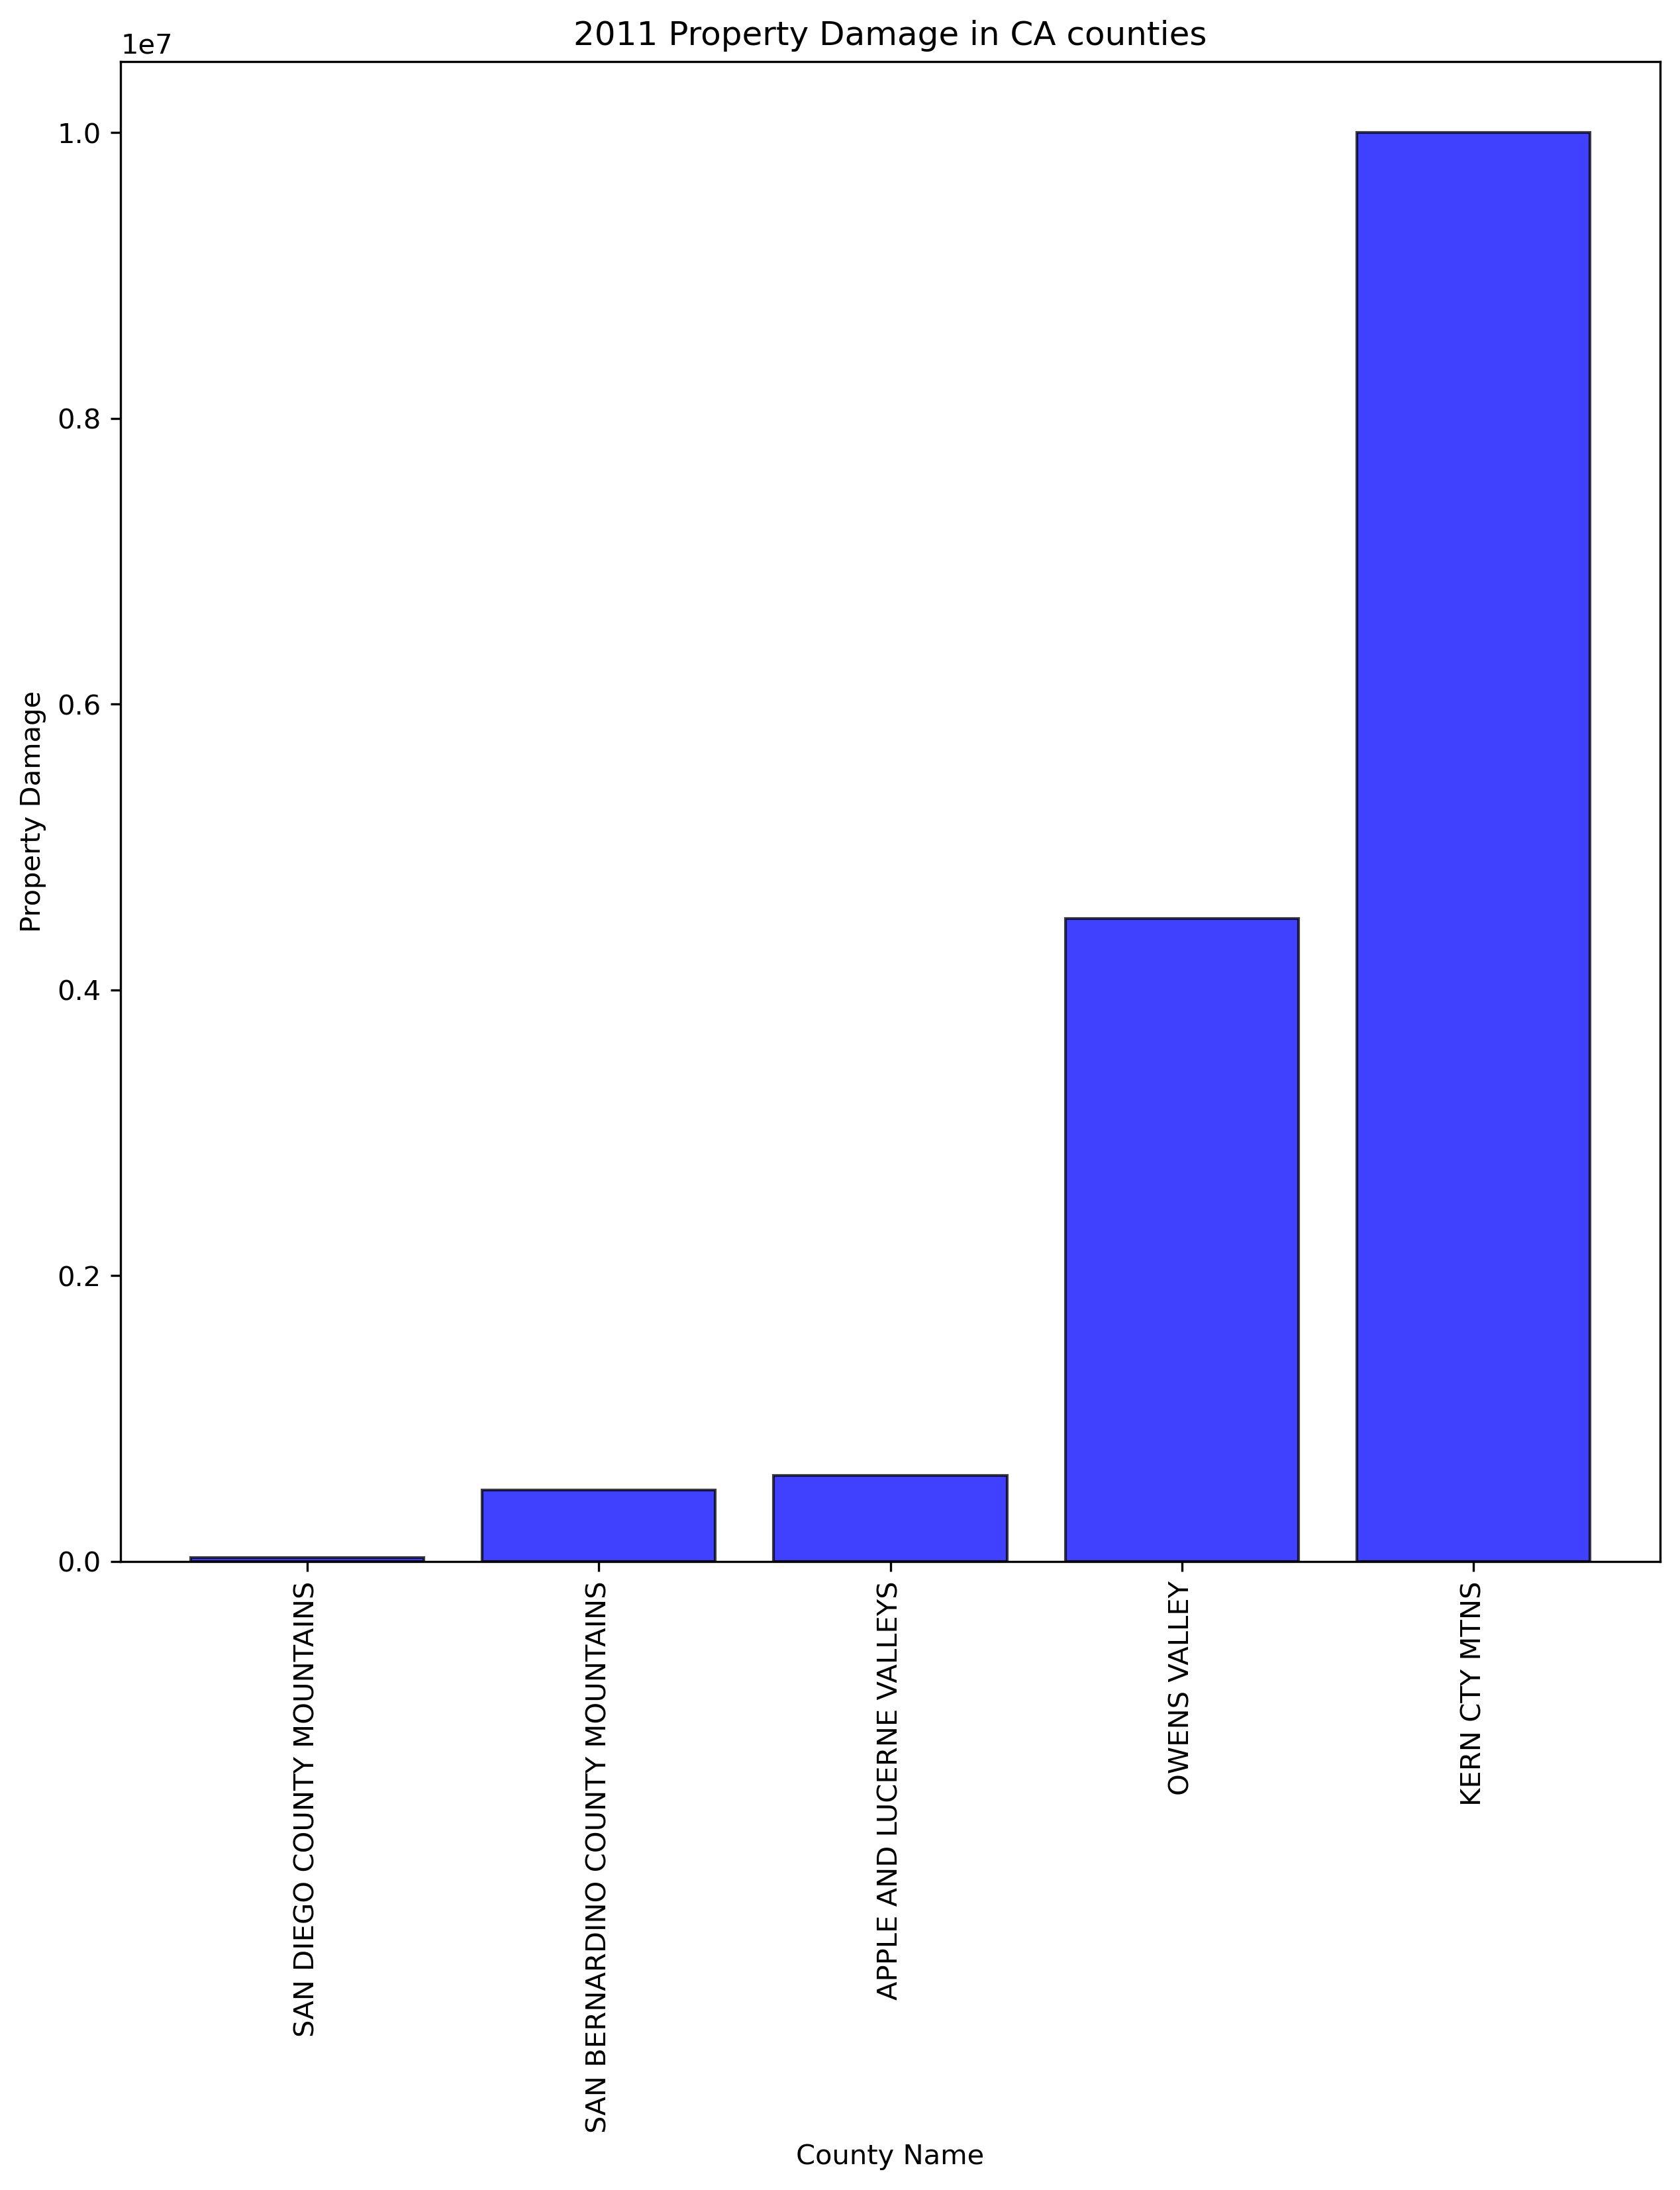 2011 Property Damage in CA counties
1e7
1.0
0.8
0.6
0.4
0.2
0.0
Property Damage
SAN DIEGO COUNTY MOUNTAINS
SAN BERNARDINO COUNTY MOUNTAINS
APPLE AND LUCERNE VALLEYS
OWENS VALLEY
KERN CTY MTNS
County Name